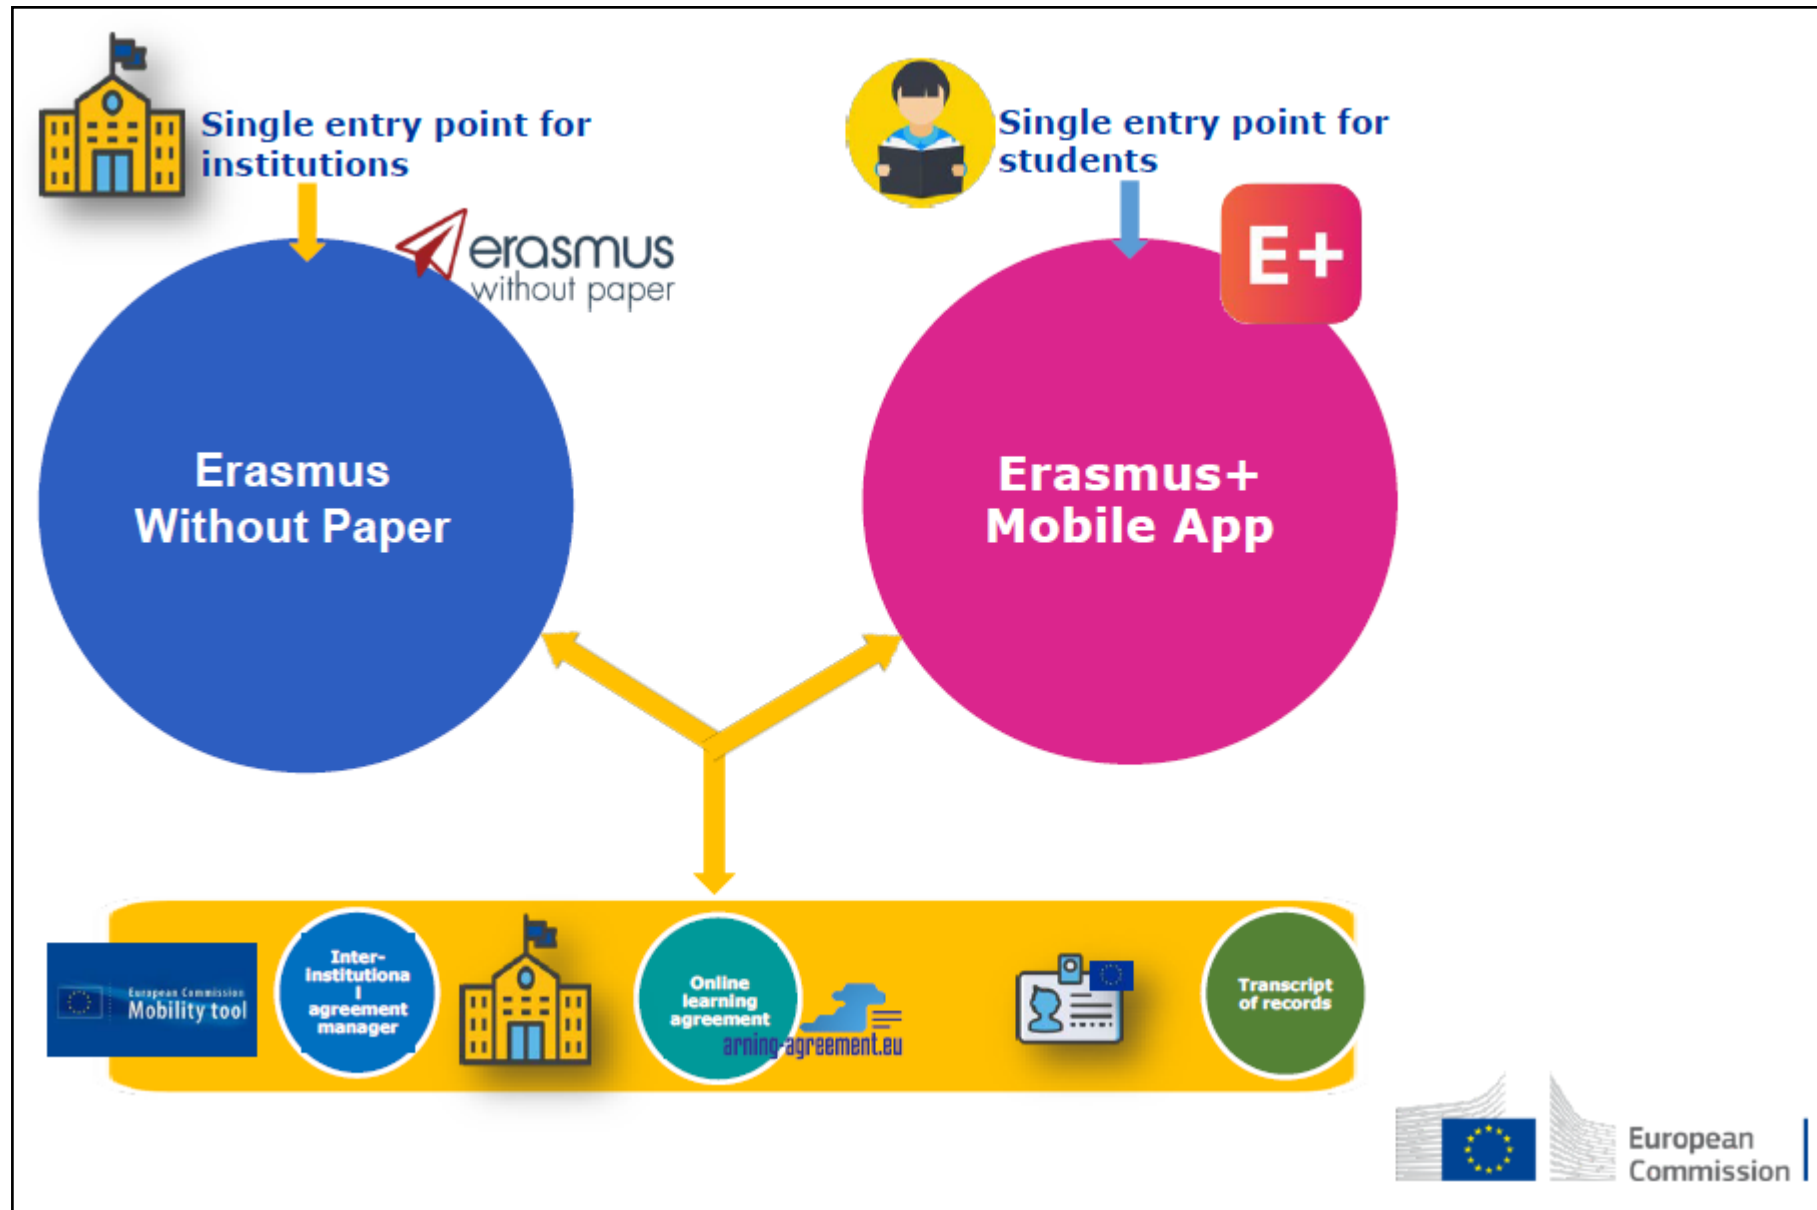 Single entry point for
institutions
Single entry point for
students
erasmus
without paper
E+
Erasmus
Without Paper
Erasmus+
Mobile App
European Commission
Mobility tool
Inter-
institutiona
l
agreement
manager
Online
learning
agreement
arning-agreement.eu
Transcript
of records
European
Commission